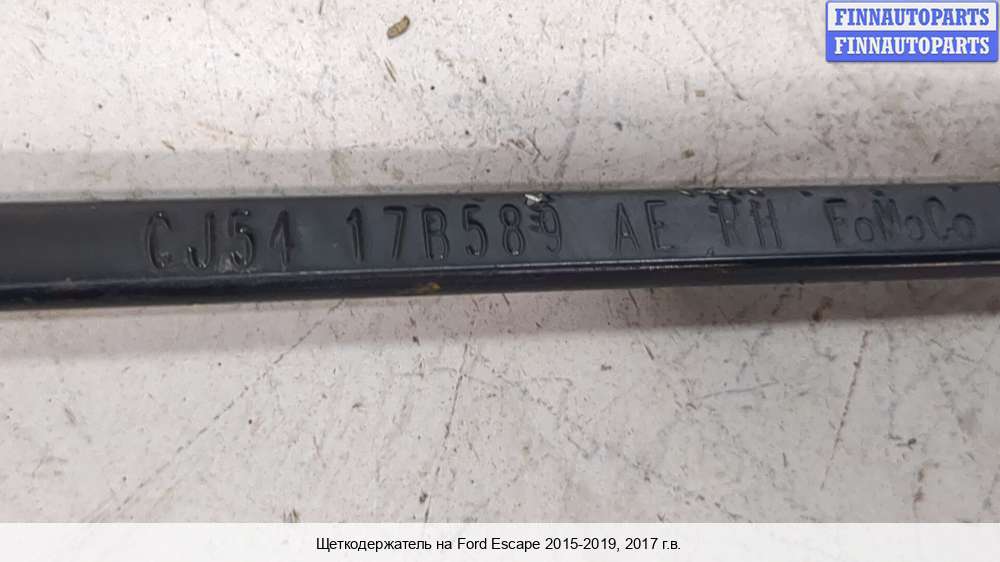 FINNAUTOPARTS
FINNAUTOPARTS
CJ54 17B589 AE RH FoMoCo
Щеткодержатель на Ford Escape 2015-2019, 2017 г.в.